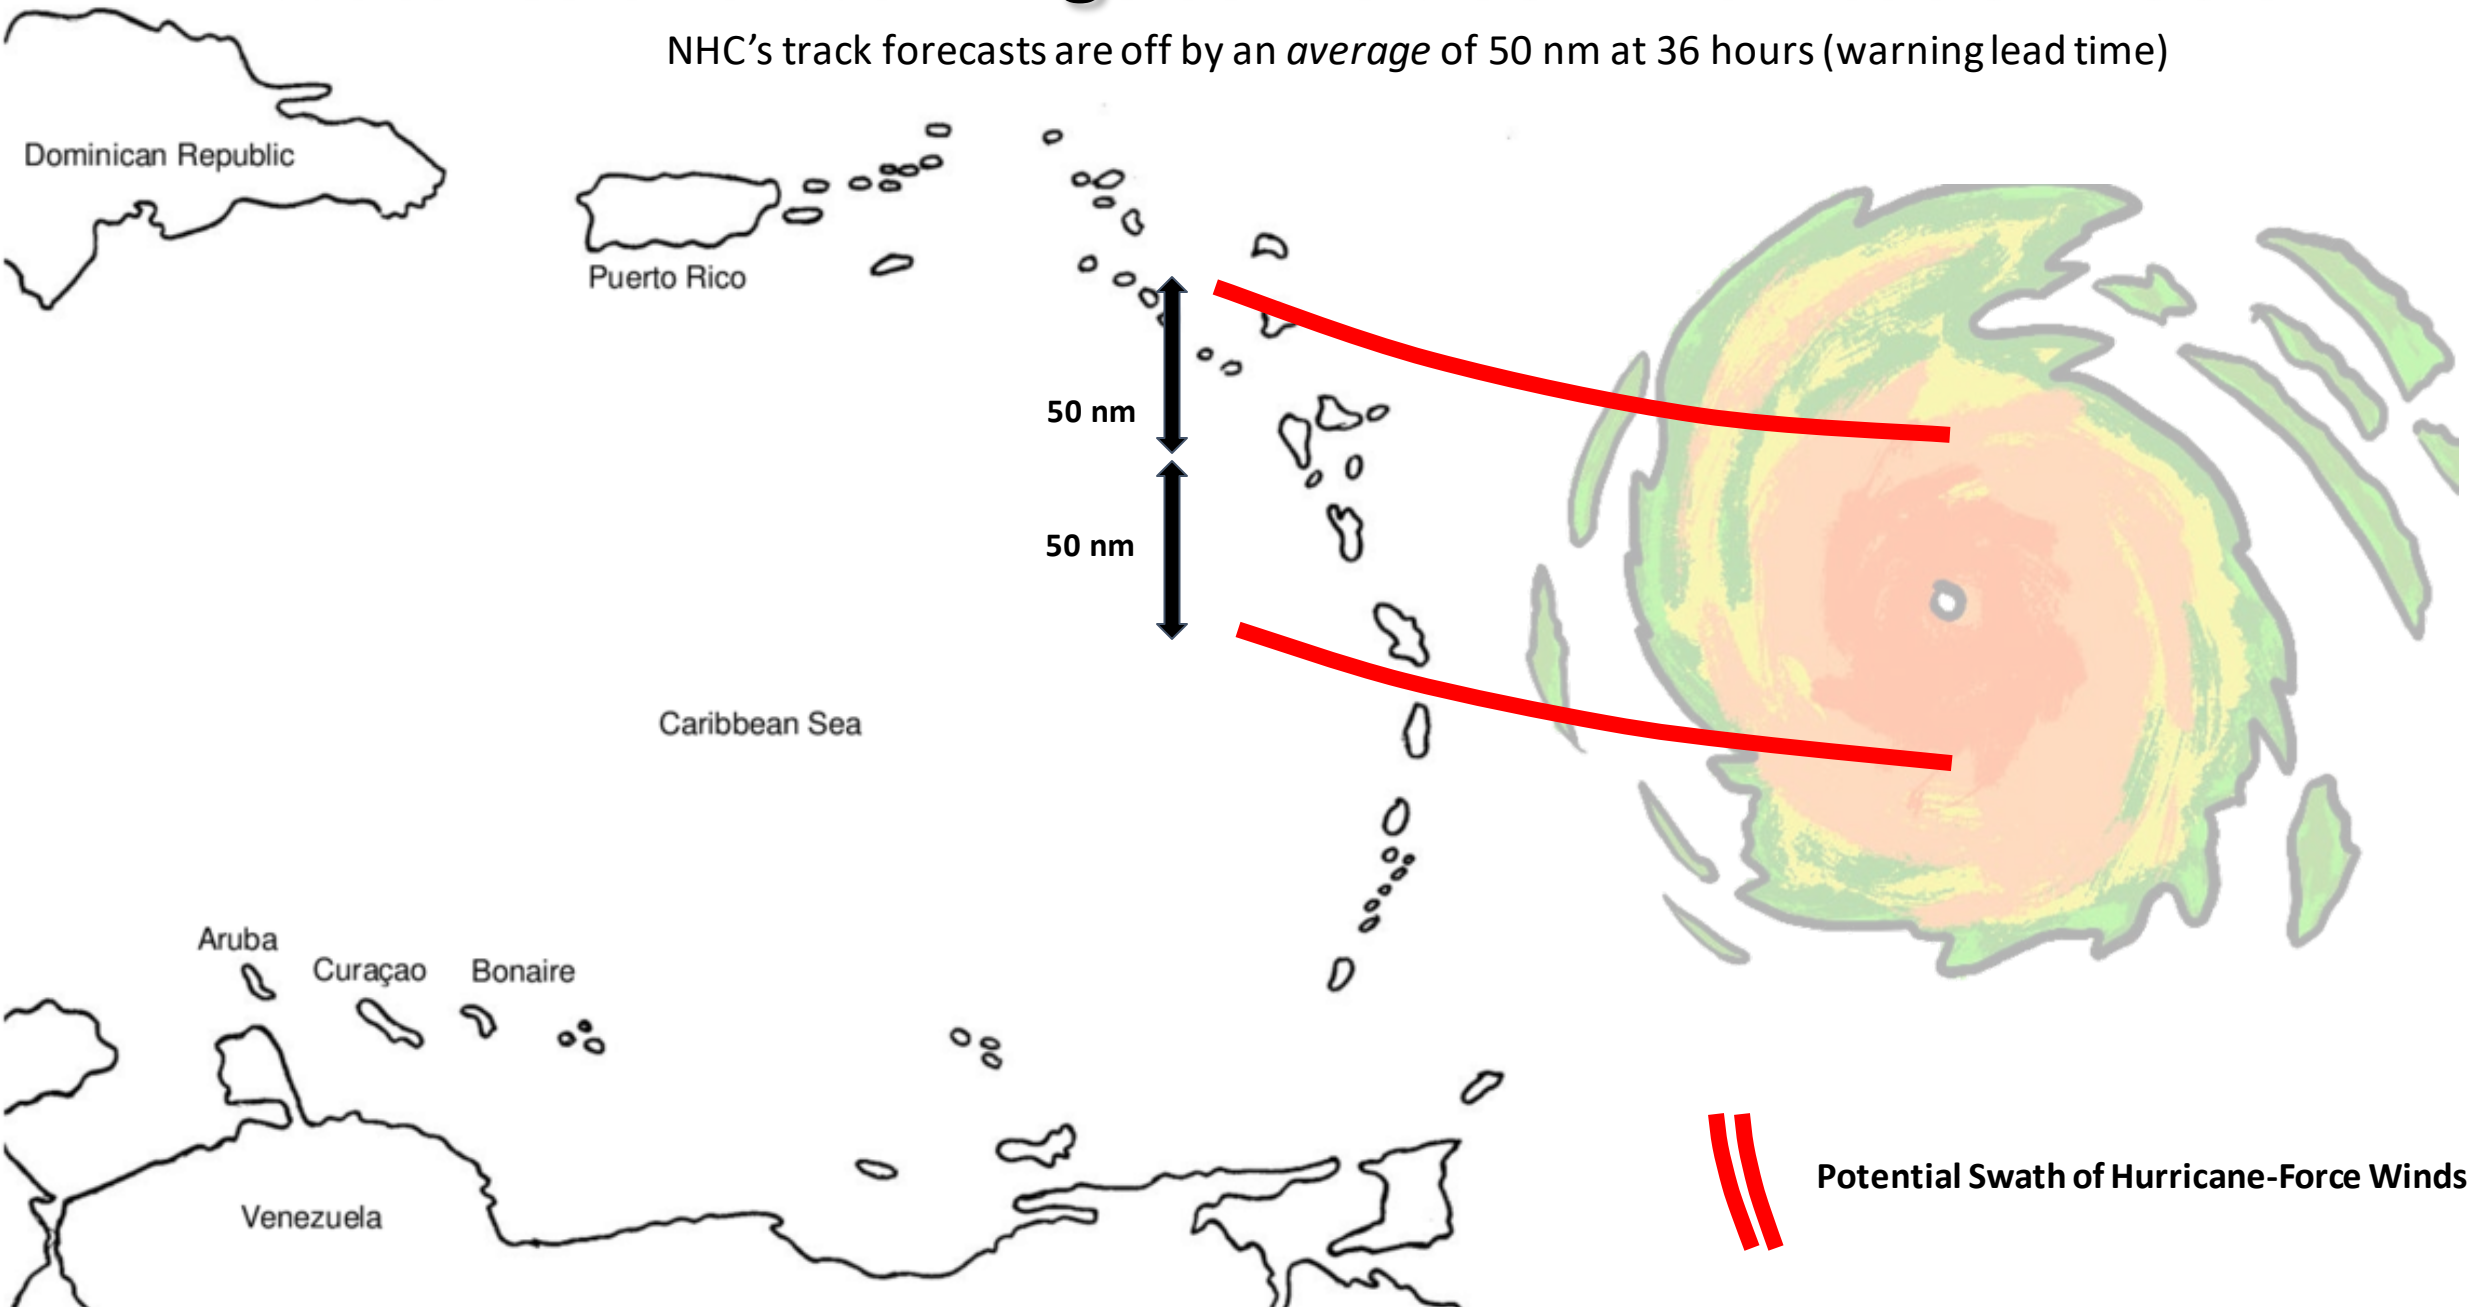 NHC’s track forecasts are off by an average of 50 nm at 36 hours (warning lead time)
Dominican Republic
Puerto Rico
50 nm
50 nm
Caribbean Sea
Aruba
Curaçao
Bonaire
Venezuela
Potential Swath of Hurricane-Force Winds